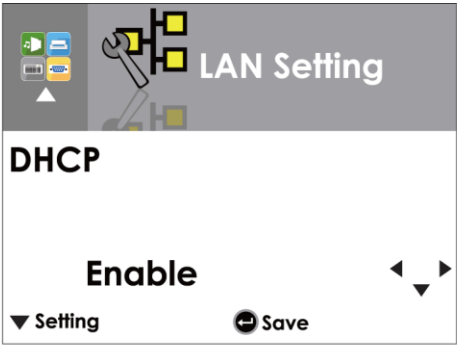 LAN Setting
DHCP
Enable
Setting
Save